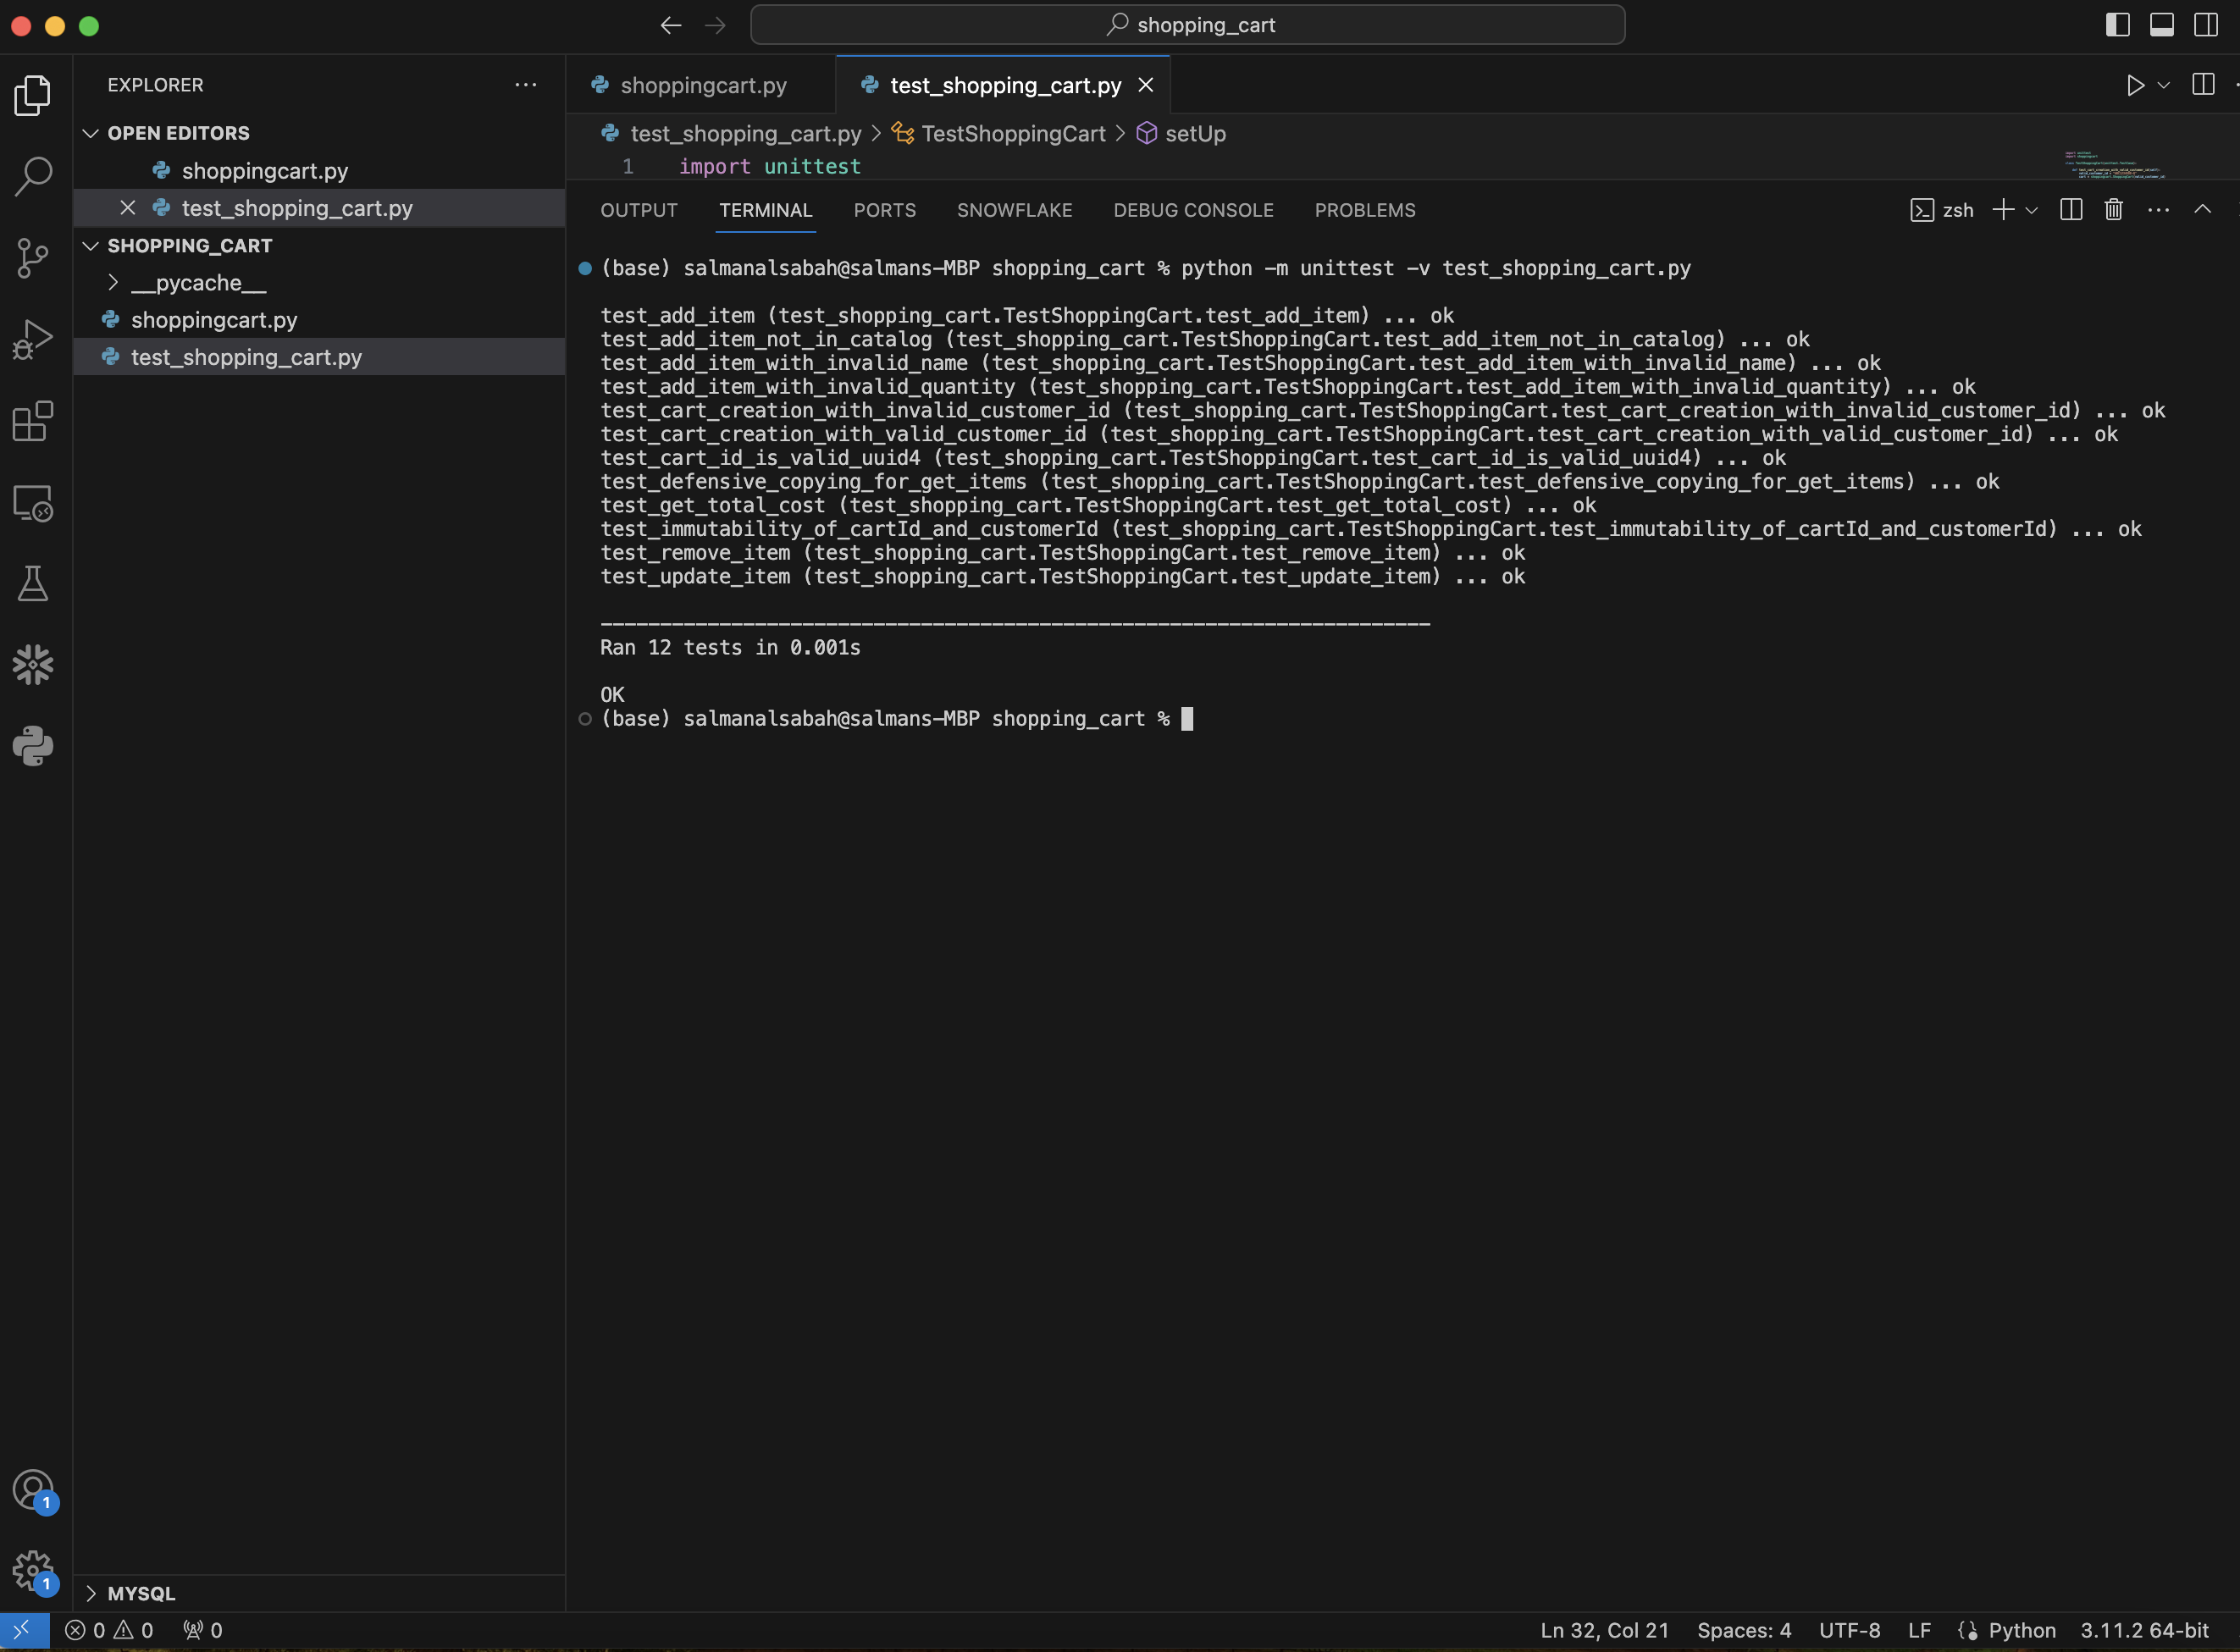 shopping_cart
EXPLORER
OPEN EDITORS
shoppingcart.py
test_shopping_cart.py
SHOPPING_CART
__pycache__
shoppingcart.py
test_shopping_cart.py
MYSQL
shoppingcart.py
test_shopping_cart.py
test_shopping_cart.py > TestShoppingCart > setUp
1 import unittest
OUTPUT TERMINAL PORTS SNOWFLAKE DEBUG CONSOLE PROBLEMS
zsh
(base) salmanalsabah@salmans-MBP shopping_cart % python -m unittest -v test_shopping_cart.py
test_add_item (test_shopping_cart.TestShoppingCart.test_add_item) ... ok
test_add_item_not_in_catalog (test_shopping_cart.TestShoppingCart.test_add_item_not_in_catalog) ... ok
test_add_item_with_invalid_name (test_shopping_cart.TestShoppingCart.test_add_item_with_invalid_name) ... ok
test_add_item_with_invalid_quantity (test_shopping_cart.TestShoppingCart.test_add_item_with_invalid_quantity) ... ok
test_cart_creation_with_invalid_customer_id (test_shopping_cart.TestShoppingCart.test_cart_creation_with_invalid_customer_id) ... ok
test_cart_creation_with_valid_customer_id (test_shopping_cart.TestShoppingCart.test_cart_creation_with_valid_customer_id) ... ok
test_cart_id_is_valid_uuid4 (test_shopping_cart.TestShoppingCart.test_cart_id_is_valid_uuid4) ... ok
test_defensive_copying_for_get_items (test_shopping_cart.TestShoppingCart.test_defensive_copying_for_get_items) ... ok
test_get_total_cost (test_shopping_cart.TestShoppingCart.test_get_total_cost) ... ok
test_immutability_of_cartId_and_customerId (test_shopping_cart.TestShoppingCart.test_immutability_of_cartId_and_customerId) ... ok
test_remove_item (test_shopping_cart.TestShoppingCart.test_remove_item) ... ok
test_update_item (test_shopping_cart.TestShoppingCart.test_update_item) ... ok
----------------------------------------------------------------------
Ran 12 tests in 0.001s
OK
(base) salmanalsabah@salmans-MBP shopping_cart %
1
1
0 0 0
Ln 32, Col 21 Spaces: 4 UTF-8 LF Python 3.11.2 64-bit